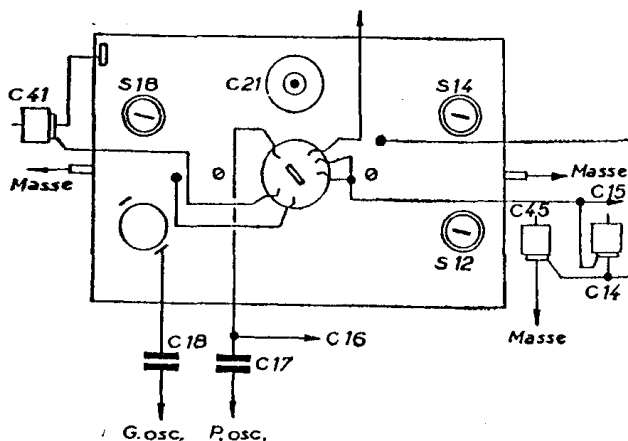 C41
S18
C21
S14
Masse
Masse
C45
C15
S12
C14
Masse
C18
C16
C17
G.osc.
P.osc.